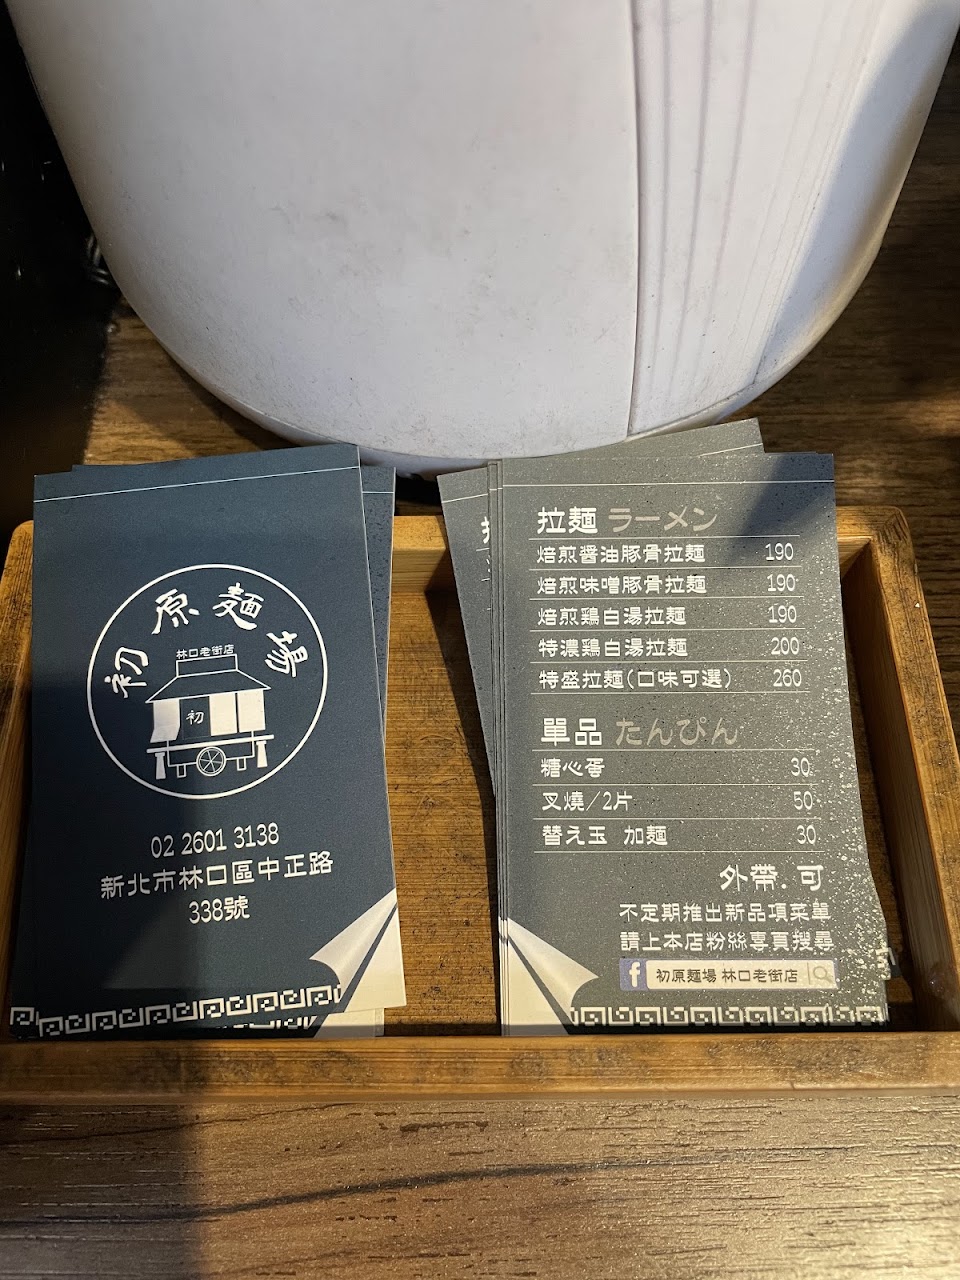 初原麵場
林口老街店
初
02 2601 3138
新北市林口區中正路
338號
拉麵 ラーメン
焙煎醤油豚骨拉麵 190
焙煎味噌豚骨拉麵 190
焙煎鶏白湯拉麵 190
特濃鶏白湯拉麵 200
特盛拉麵(口味可選) 260
單品 たんぴん
糖心蛋 30
叉燒/2片 50
替え玉 加麵 30
外帶.可
不定期推出新品項菜單
請上本店粉絲專頁搜尋
f 初原麵場 林口老街店